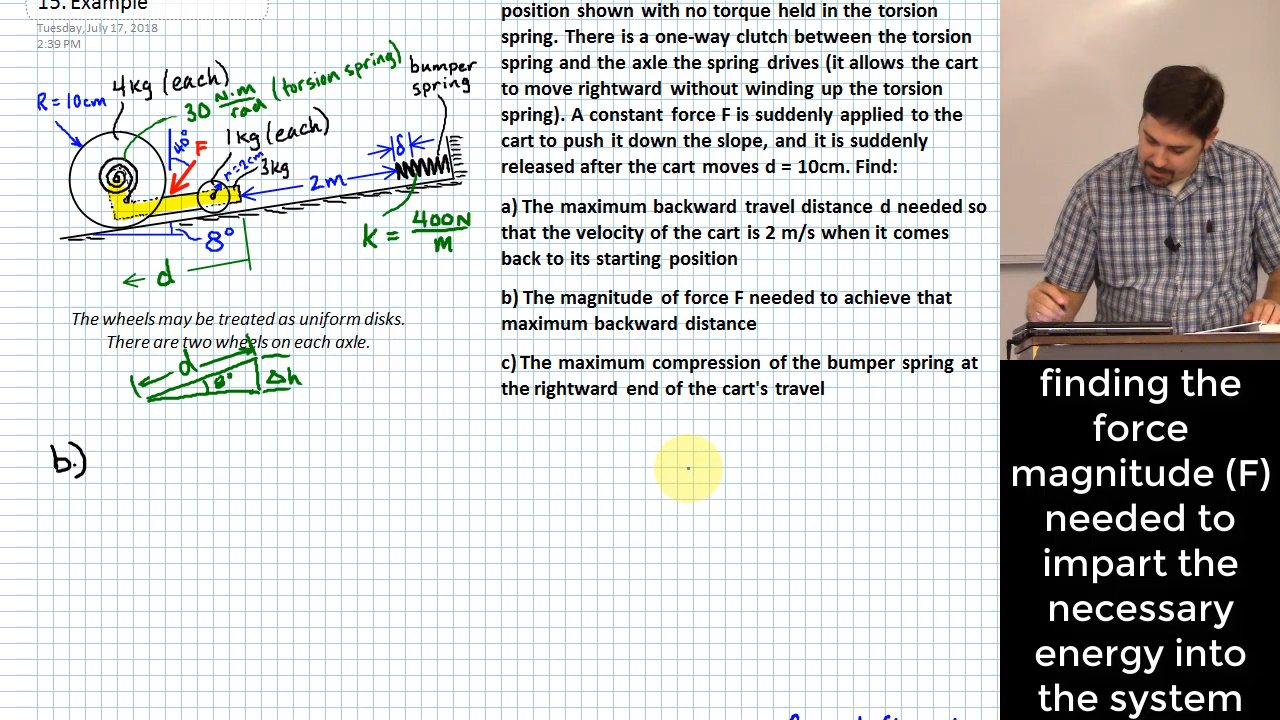 15. Example
Tuesday, July 17, 2018
2:39 PM
R = 10cm
4kg (each)
30 N·m/rad (torsion spring)
bumper
spring
40°
F
1kg (each)
r=2cm
3kg
2m
δ
K = 400N/M
8°
d
The wheels may be treated as uniform disks.
There are two wheels on each axle.
d
8°
Δh
b.)
position shown with no torque held in the torsion
spring. There is a one-way clutch between the torsion
spring and the axle the spring drives (it allows the cart
to move rightward without winding up the torsion
spring). A constant force F is suddenly applied to the
cart to push it down the slope, and it is suddenly
released after the cart moves d = 10cm. Find:
a) The maximum backward travel distance d needed so
that the velocity of the cart is 2 m/s when it comes
back to its starting position
b) The magnitude of force F needed to achieve that
maximum backward distance
c) The maximum compression of the bumper spring at
the rightward end of the cart's travel
finding the
force
magnitude (F)
needed to
impart the
necessary
energy into
the system